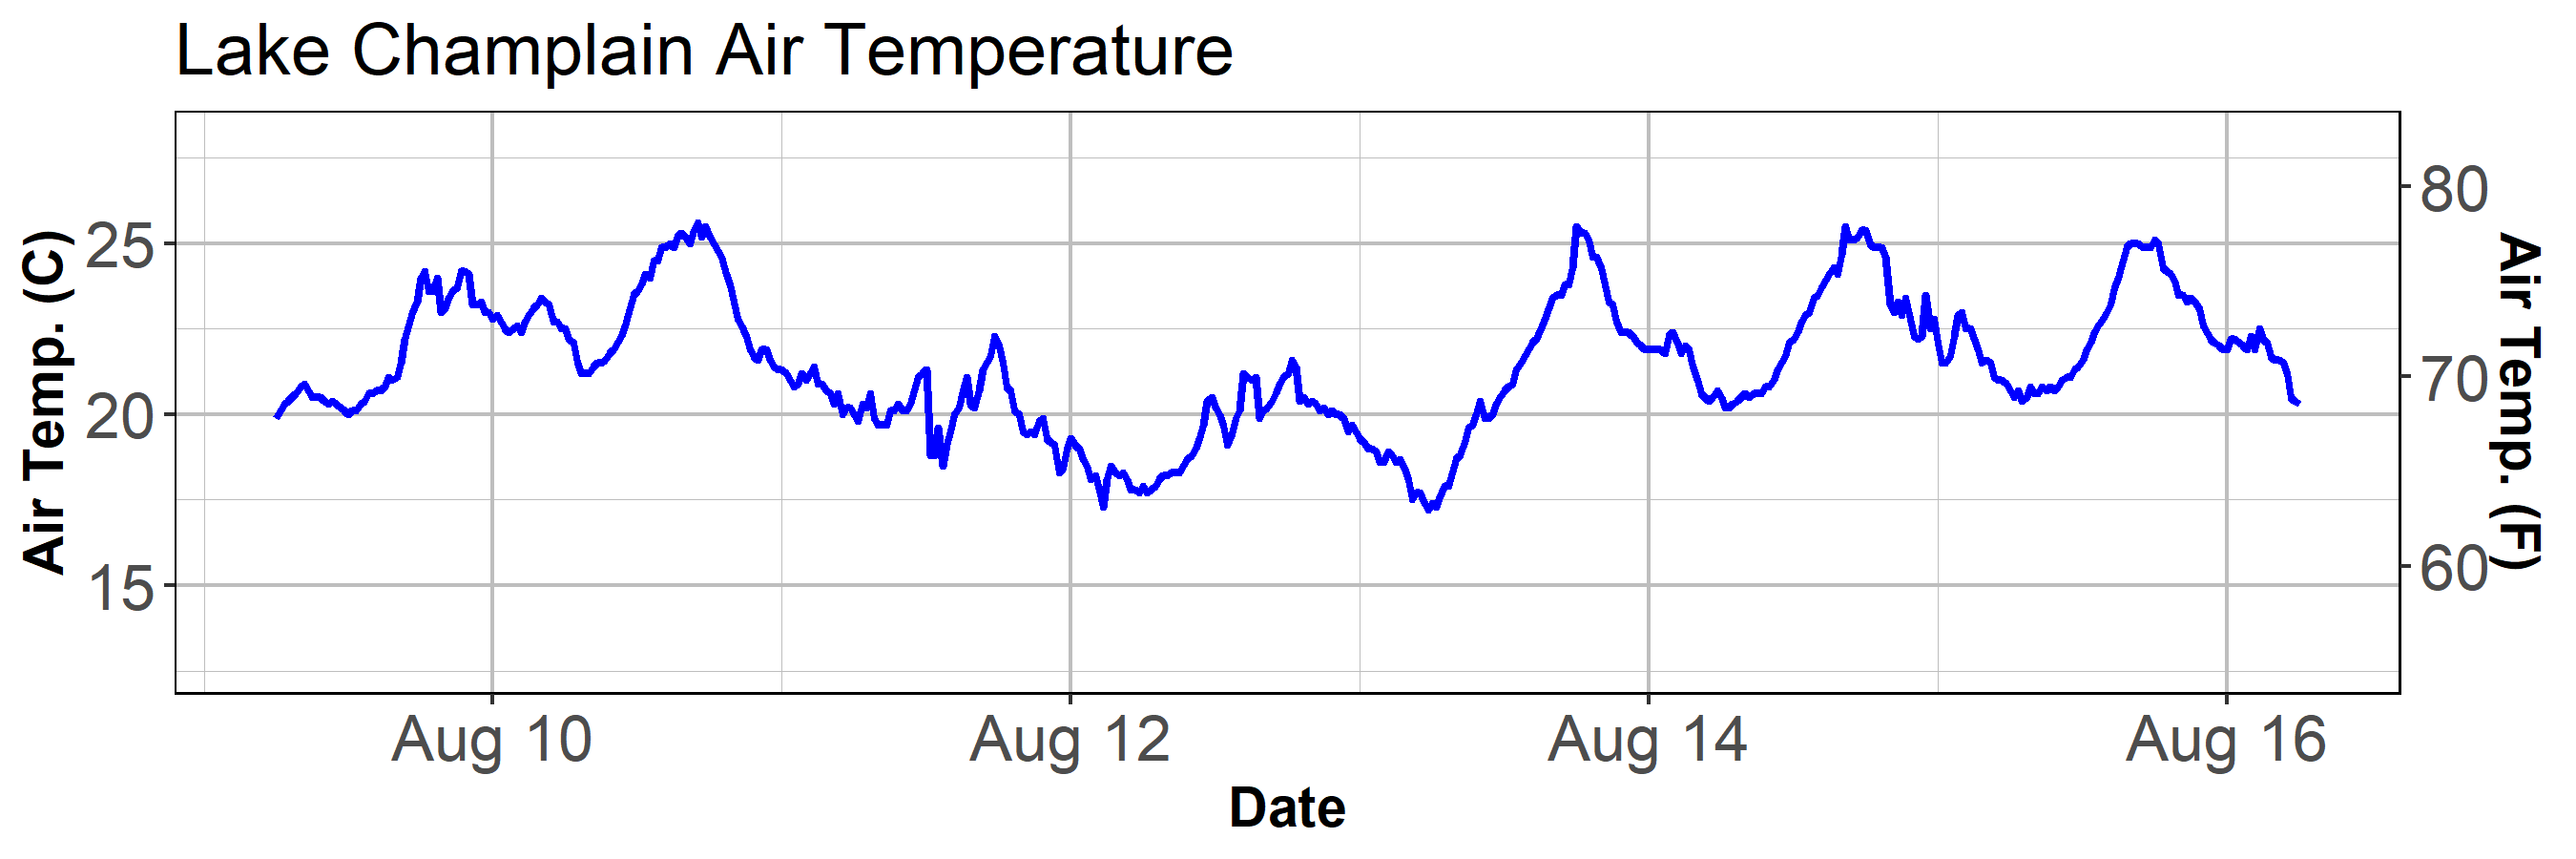 Lake Champlain Air Temperature
Air Temp. (C)
25
20
15
80
70
60
Air Temp. (F)
Aug 10
Aug 12
Aug 14
Aug 16
Date